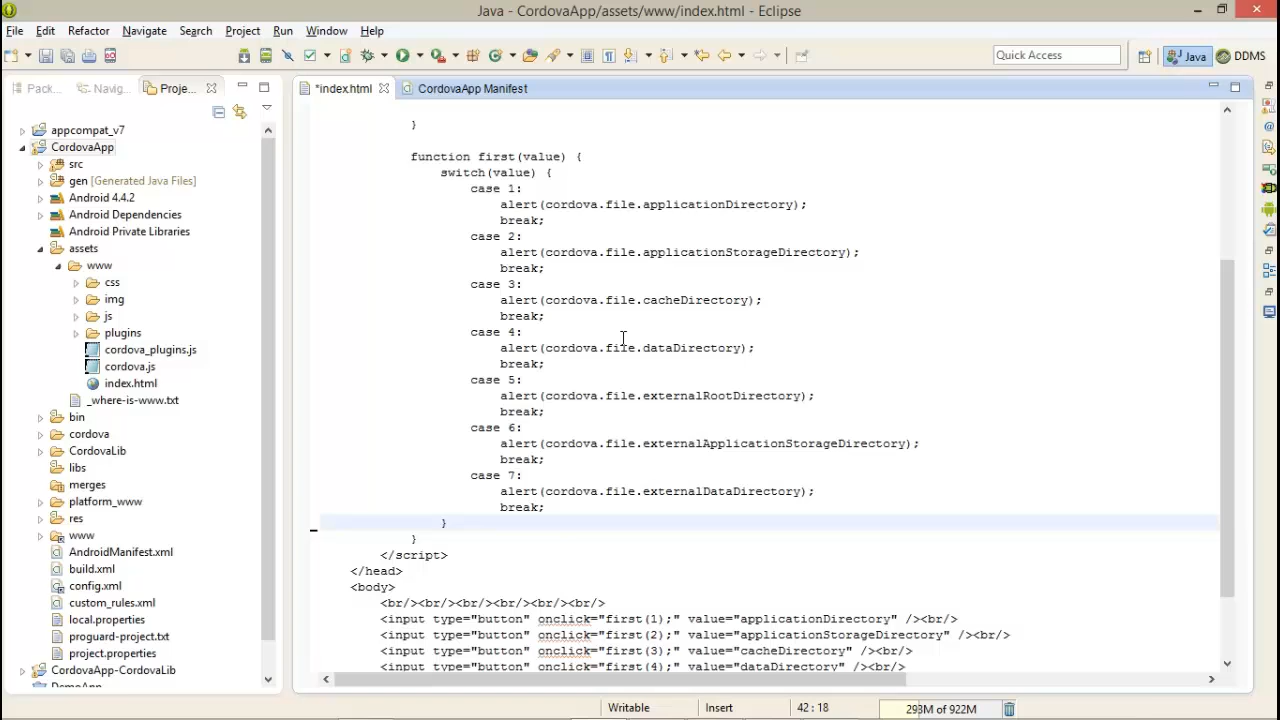 Java - CordovaApp/assets/www/index.html - Eclipse
File Edit Refactor Navigate Search Project Run Window Help
Quick Access
Java
DDMS
Pack...
Navig...
Proje...
*index.html
CordovaApp Manifest
appcompat_v7
CordovaApp
src
gen [Generated Java Files]
Android 4.4.2
Android Dependencies
Android Private Libraries
assets
www
css
img
js
plugins
cordova_plugins.js
cordova.js
index.html
_where-is-www.txt
bin
cordova
CordovaLib
libs
merges
platform_www
res
www
AndroidManifest.xml
build.xml
config.xml
custom_rules.xml
local.properties
proguard-project.txt
project.properties
CordovaApp-CordovaLib
DemoApp
}
function first(value) {
switch(value) {
case 1:
alert(cordova.file.applicationDirectory);
break;
case 2:
alert(cordova.file.applicationStorageDirectory);
break;
case 3:
alert(cordova.file.cacheDirectory);
break;
case 4:
alert(cordova.file.dataDirectory);
break;
case 5:
alert(cordova.file.externalRootDirectory);
break;
case 6:
alert(cordova.file.externalApplicationStorageDirectory);
break;
case 7:
alert(cordova.file.externalDataDirectory);
break;
}
}
</script>
</head>
<body>
<br/><br/><br/><br/><br/><br/>
<input type="button" onclick="first(1);" value="applicationDirectory" /><br/>
<input type="button" onclick="first(2);" value="applicationStorageDirectory" /><br/>
<input type="button" onclick="first(3);" value="cacheDirectory" /><br/>
<input type="button" onclick="first(4);" value="dataDirectory" /><br/>
Writable
Insert
42 : 18
293M of 922M